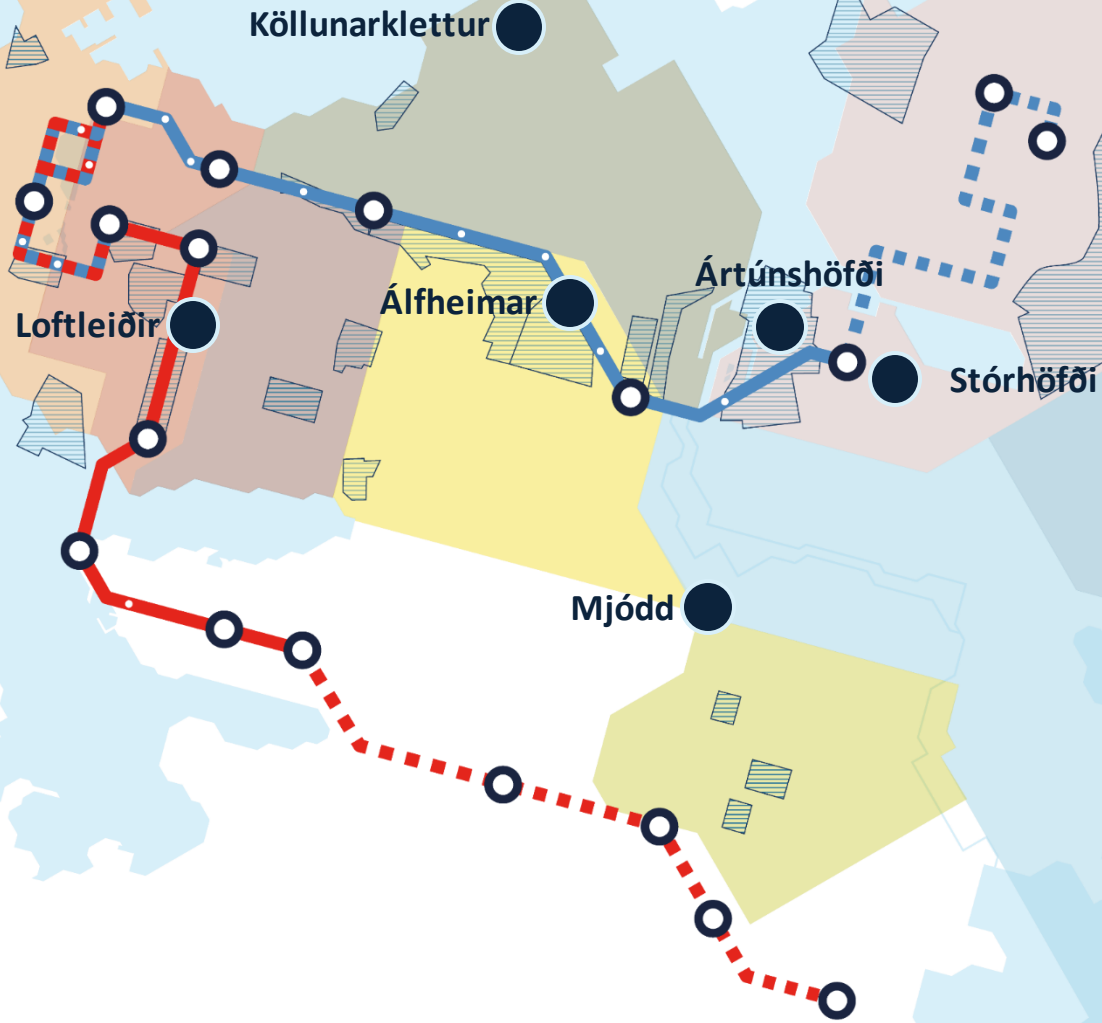 Köllunarklettur
Ártúnshöfði
Álfheimar
Loftleiðir
Stórhöfði
Mjódd